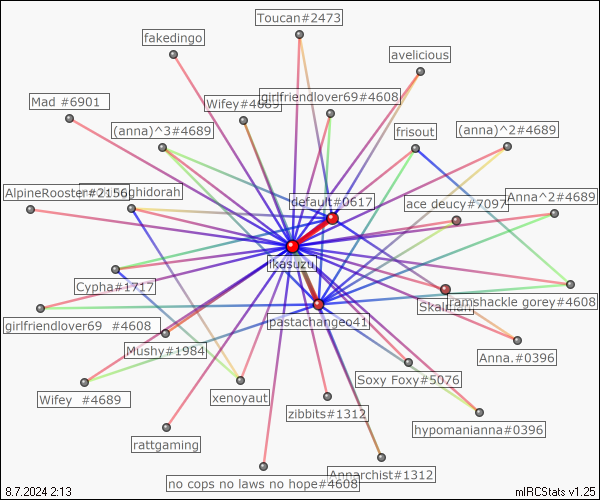 Toucan#2473
fakedingo
avelicious
girlfriendlover69#4608
Mad #6901
Wifey#4689
(anna)^3#4689
frisout
(anna)^2#4689
AlpineRooster#2156
ghidorah
default#0617
ace deucy#7097
Anna^2#4689
ikasuzu
Cypha#1717
ramshackle gorey#4608
Skaiman
girlfriendlover69 #4608
pastachangeo41
Mushy#1984
Anna.#0396
Soxy Foxy#5076
Wifey #4689
xenoyaut
zibbits#1312
hypomanianna#0396
rattgaming
Annarchist#1312
no cops no laws no hope#4608
8.7.2024 2:13
mIRCStats v1.25